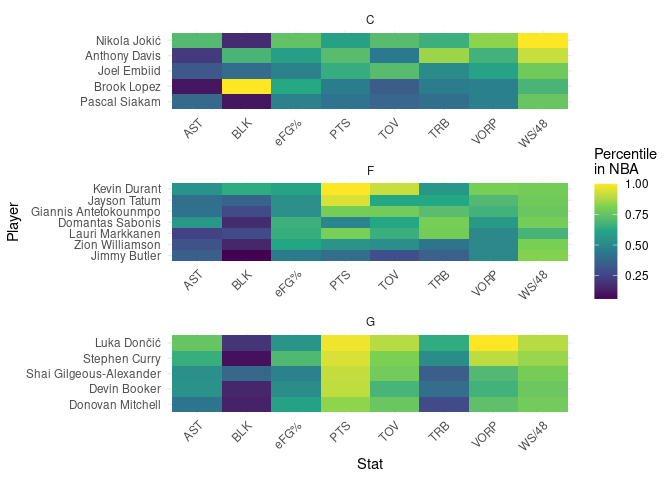 C
Nikola Jokić
Anthony Davis
Joel Embiid
Brook Lopez
Pascal Siakam
AST BLK eFG% PTS TOV TRB VORP WS/48
F
Kevin Durant
Jayson Tatum
Giannis Antetokounmpo
Domantas Sabonis
Lauri Markkanen
Zion Williamson
Jimmy Butler
AST BLK eFG% PTS TOV TRB VORP WS/48
G
Luka Dončić
Stephen Curry
Shai Gilgeous-Alexander
Devin Booker
Donovan Mitchell
AST BLK eFG% PTS TOV TRB VORP WS/48
Stat
Player
Percentile
in NBA
1.00
0.75
0.50
0.25